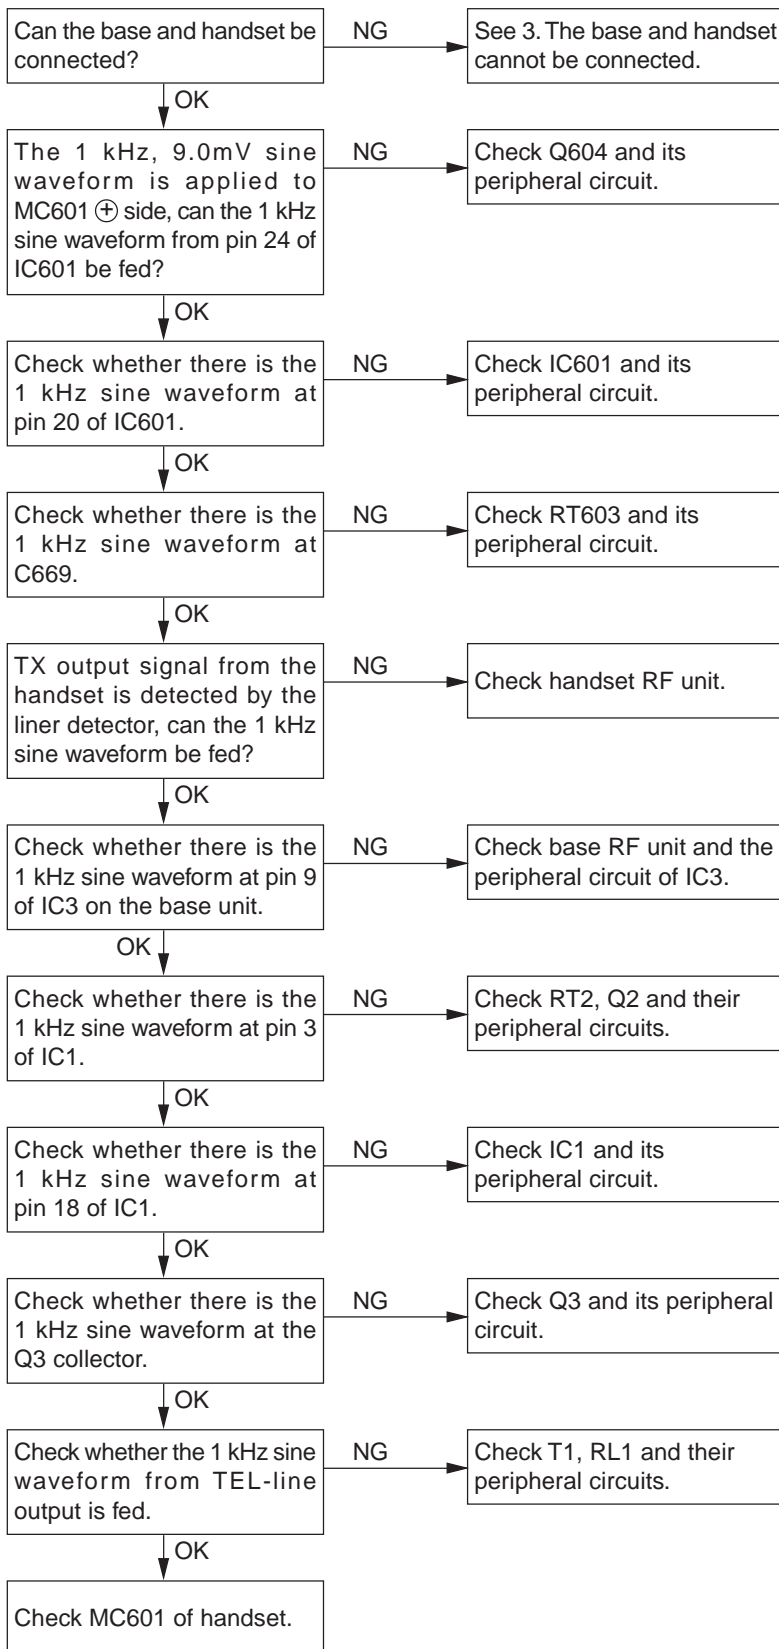 Can the base and handset be
connected?
NG
See 3. The base and handset
cannot be connected.
OK
The 1 kHz, 9.0mV sine
waveform is applied to
MC601 ⊕ side, can the 1 kHz
sine waveform from pin 24 of
IC601 be fed?
NG
Check Q604 and its
peripheral circuit.
OK
Check whether there is the
1 kHz sine waveform at
pin 20 of IC601.
NG
Check IC601 and its
peripheral circuit.
OK
Check whether there is the
1 kHz sine waveform at
C669.
NG
Check RT603 and its
peripheral circuit.
OK
TX output signal from the
handset is detected by the
liner detector, can the 1 kHz
sine waveform be fed?
NG
Check handset RF unit.
OK
Check whether there is the
1 kHz sine waveform at pin 9
of IC3 on the base unit.
NG
Check base RF unit and the
peripheral circuit of IC3.
OK
Check whether there is the
1 kHz sine waveform at pin 3
of IC1.
NG
Check RT2, Q2 and their
peripheral circuits.
OK
Check whether there is the
1 kHz sine waveform at
pin 18 of IC1.
NG
Check IC1 and its
peripheral circuit.
OK
Check whether there is the
1 kHz sine waveform at the
Q3 collector.
NG
Check Q3 and its peripheral
circuit.
OK
Check whether the 1 kHz sine
waveform from TEL-line
output is fed.
NG
Check T1, RL1 and their
peripheral circuits.
OK
Check MC601 of handset.